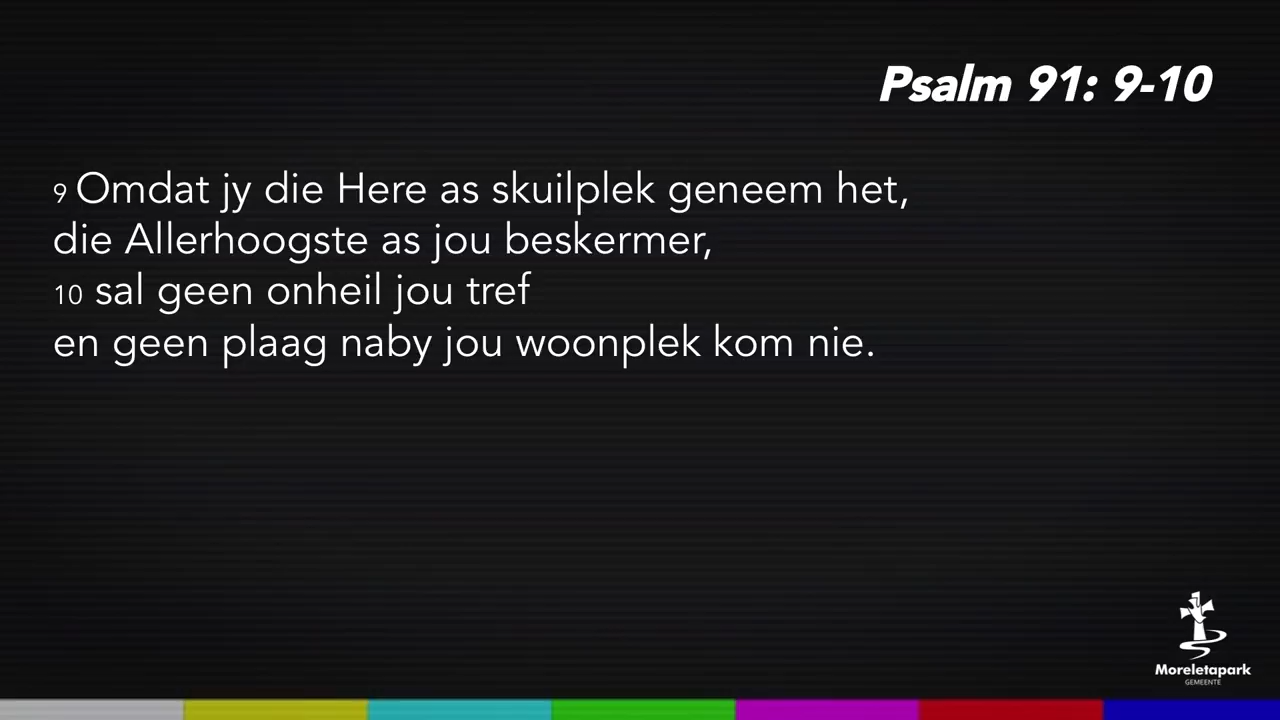 Psalm 91: 9-10
9 Omdat jy die Here as skuilplek geneem het,
die Allerhoogste as jou beskermer,
10 sal geen onheil jou tref
en geen plaag naby jou woonplek kom nie.
Moreletapark
GEMEENTE